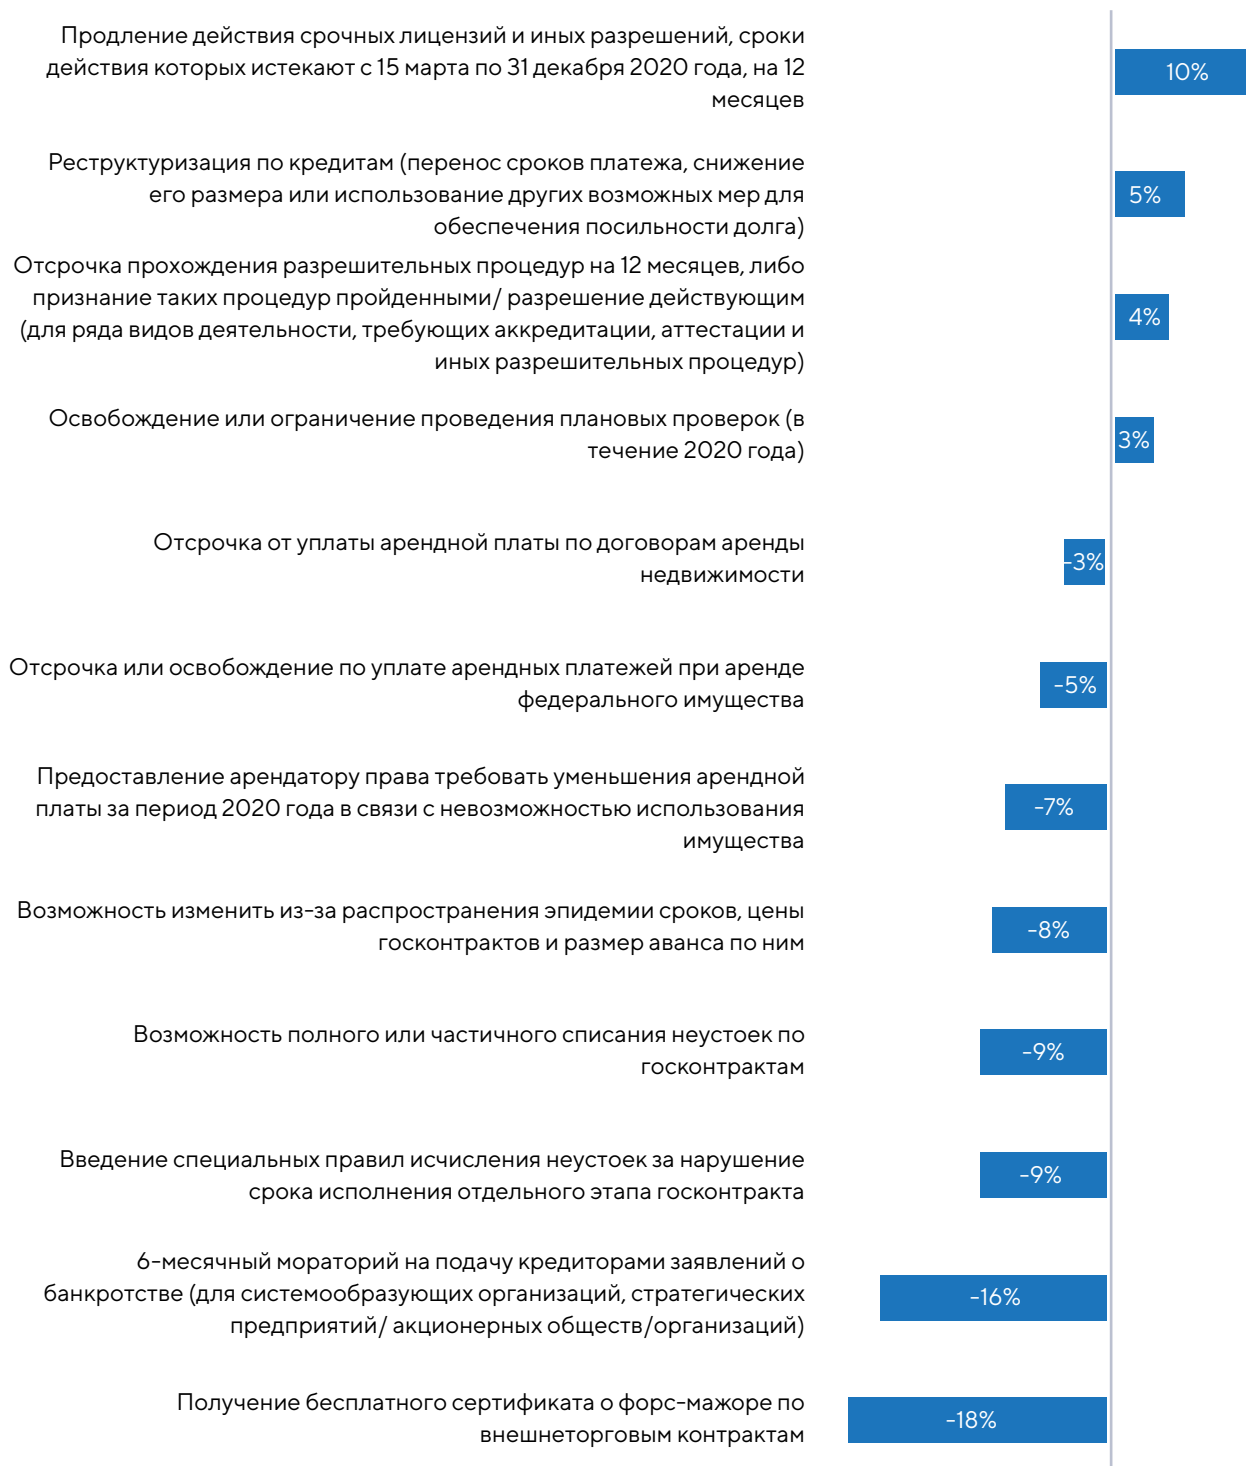 Продление действия срочных лицензий и иных разрешений, сроки
действия которых истекают с 15 марта по 31 декабря 2020 года, на 12
месяцев
10%
Реструктуризация по кредитам (перенос сроков платежа, снижение
его размера или использование других возможных мер для
обеспечения посильности долга)
5%
Отсрочка прохождения разрешительных процедур на 12 месяцев, либо
признание таких процедур пройденными/ разрешение действующим
(для ряда видов деятельности, требующих аккредитации, аттестации и
иных разрешительных процедур)
4%
Освобождение или ограничение проведения плановых проверок (в
течение 2020 года)
3%
Отсрочка от уплаты арендной платы по договорам аренды
недвижимости
-3%
Отсрочка или освобождение по уплате арендных платежей при аренде
федерального имущества
-5%
Предоставление арендатору права требовать уменьшения арендной
платы за период 2020 года в связи с невозможностью использования
имущества
-7%
Возможность изменить из-за распространения эпидемии сроков, цены
госконтрактов и размер аванса по ним
-8%
Возможность полного или частичного списания неустоек по
госконтрактам
-9%
Введение специальных правил исчисления неустоек за нарушение
срока исполнения отдельного этапа госконтракта
-9%
6-месячный мораторий на подачу кредиторами заявлений о
банкротстве (для системообразующих организаций, стратегических
предприятий/ акционерных обществ/организаций)
-16%
Получение бесплатного сертификата о форс-мажоре по
внешнеторговым контрактам
-18%